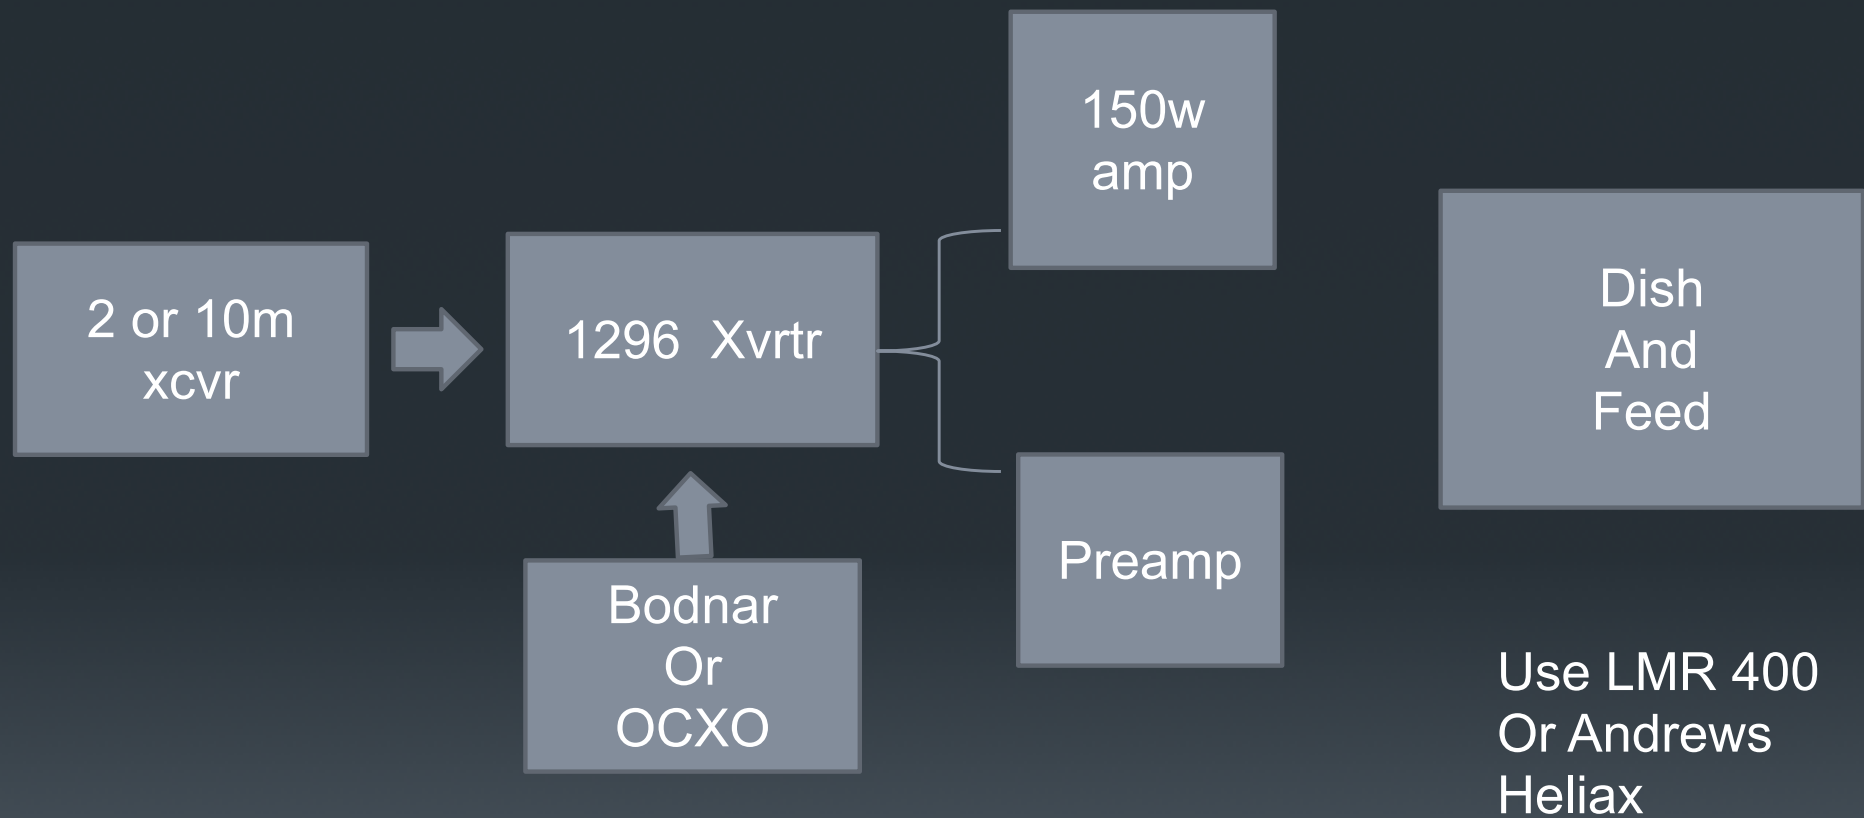 2 or 10m
xcvr
1296  Xvrtr
Bodnar
Or
OCXO
150w
amp
Preamp
Dish
And
Feed
Use LMR 400
Or Andrews
Heliax